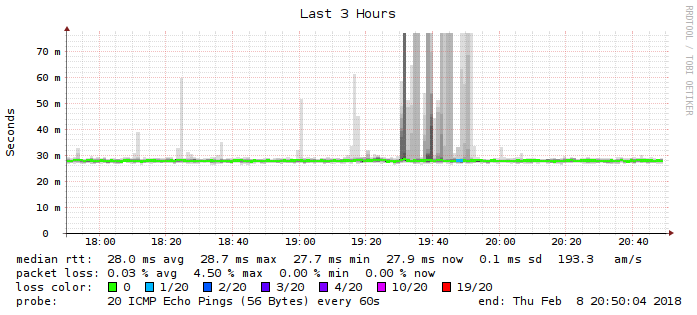 Last 3 Hours
RRDTOOL / TOBI OETIKER
Seconds
70 m
60 m
50 m
40 m
30 m
20 m
10 m
0
18:00 18:20 18:40 19:00 19:20 19:40 20:00 20:20 20:40
median rtt: 28.0 ms avg 28.7 ms max 27.7 ms min 27.9 ms now 0.1 ms sd 193.3 am/s
packet loss: 0.03 % avg 4.50 % max 0.00 % min 0.00 % now
loss color: 0 1/20 2/20 3/20 4/20 10/20 19/20
probe: 20 ICMP Echo Pings (56 Bytes) every 60s end: Thu Feb 8 20:50:04 2018